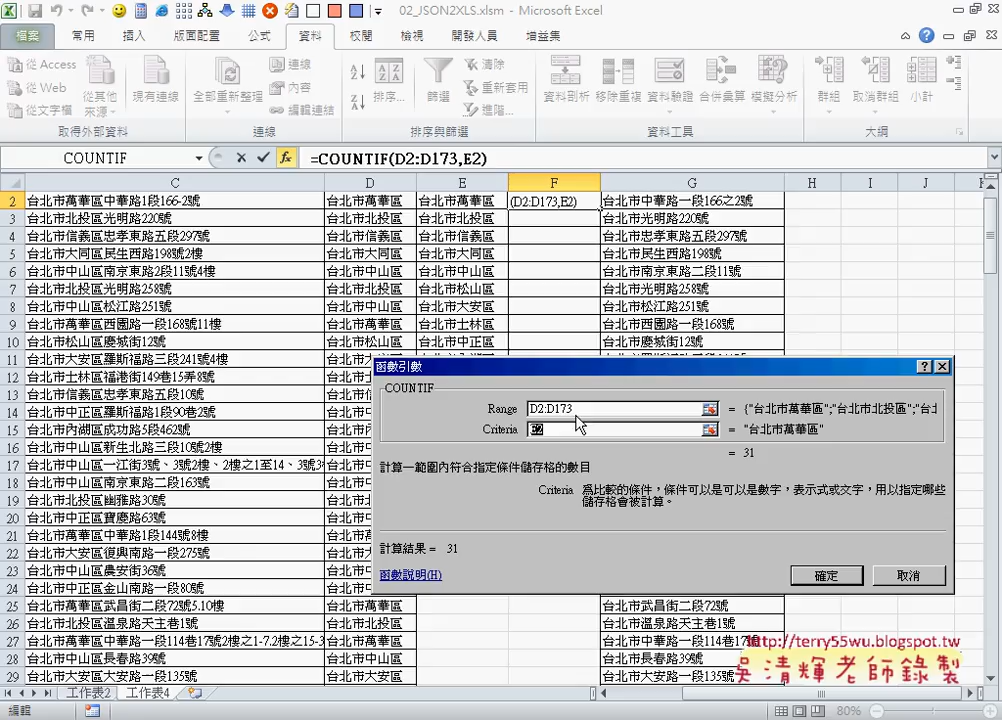 02_JSON2XLS.xlsm - Microsoft Excel
檔案 常用 插入 版面配置 公式 資料 校閱 檢視 開發人員 增益集
從 Access
從 Web
從文字檔
從其他來源
現有連線
全部重新整理
連線
內容
編輯連結
排序...
篩選
清除
重新套用
進階...
資料剖析 移除重複 資料驗證 合併彙算 模擬分析
群組 取消群組 小計
取得外部資料 連線 排序與篩選 資料工具 大綱
COUNTIF =COUNTIF(D2:D173,E2)
C D E F G H I J
2 台北市萬華區中華路1段166-2號 台北市萬華區 台北市萬華區 (D2:D173,E2) 台北市中華路一段166之2號
3 台北市北投區光明路220號 台北市北投區 台北市北投區 台北市光明路220號
4 台北市信義區忠孝東路五段297號 台北市信義區 台北市信義區 台北市忠孝東路五段297號
5 台北市大同區民生西路198號2樓 台北市大同區 台北市大同區 台北市民生西路198號
6 台北市中山區南京東路2段11號4樓 台北市中山區 台北市中山區 台北市南京東路二段11號
7 台北市北投區光明路258號 台北市北投區 台北市松山區 台北市光明路258號
8 台北市中山區松江路251號 台北市中山區 台北市大安區 台北市松江路251號
9 台北市萬華區西園路一段168號11樓 台北市萬華區 台北市士林區 台北市西園路一段168號
10 台北市松山區慶城街12號 台北市松山區 台北市中正區 台北市慶城街12號
11 台北市大安區羅斯福路三段241號4樓
12 台北市士林區福港街149巷15弄8號
13 台北市大安區忠孝東路五段10號
14 台北市中正區羅斯福路1段90巷2號
15 台北市內湖區成功路5段462號
16 台北市中山區新生北路三段10號2樓
17 台北市中山區一江街3號、3號2樓、2樓之1至14、3號3
18 台北市中山區南京東路二段163號
19 台北市北投區幽雅路30號
20 台北市中正區寶慶路63號
21 台北市萬華區中華路1段144號8樓
22 台北市大安區復興南路一段275號
23 台北市中山區農安街36號
24 台北市中正區金山南路一段80號
25 台北市萬華區武昌街二段72號5.10樓 台北市萬華區 台北市武昌街二段72號
26 台北市北投區溫泉路天主巷1號 台北市北投區 台北市溫泉路天主巷1號
27 台北市萬華區中華路一段114巷17號2樓之1-7.2樓之15-3 台北市萬華區 台北市中華路一段114巷17號
28 台北市中山區長春路39號 台北市中山區 台北市長春路39號
29 台北市大安區大安路一段135號 台北市大安區 台北市大安路一段135號
函數引數
COUNTIF
Range D2:D173 = {"台北市萬華區";"台北市北投區";"台
Criteria E2 = "台北市萬華區"
= 31
計算一範圍內符合指定條件儲存格的數目
Criteria 為比較的條件，條件可以是可以是數字，表示式或文字，用以指定哪些
儲存格會被計算。
計算結果 = 31
函數說明(H) 確定 取消
http://terry55wu.blogspot.tw
吳清輝老師錄製
工作表2 工作表4
編輯 80%